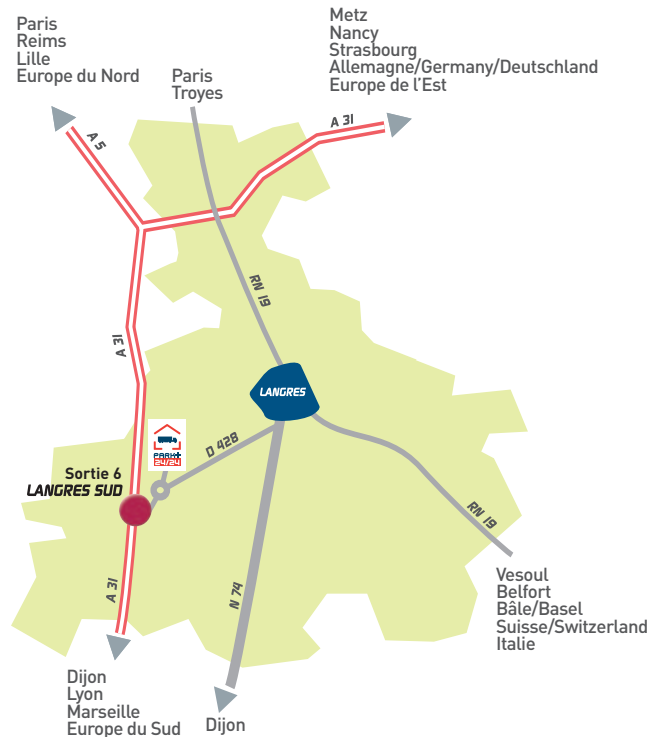 Paris
Reims
Lille
Europe du Nord
Paris
Troyes
Metz
Nancy
Strasbourg
Allemagne/Germany/Deutschland
Europe de l'Est
A 5
A 31
RN 19
A 31
LANGRES
PARK+
24/24
D 428
Sortie 6
LANGRES SUD
RN 19
A 31
N 74
Vesoul
Belfort
Bâle/Basel
Suisse/Switzerland
Italie
Dijon
Lyon
Marseille
Europe du Sud
Dijon